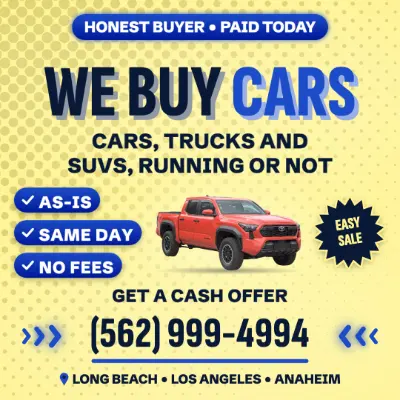 HONEST BUYER • PAID TODAY
WE BUY CARS
CARS, TRUCKS AND
SUVS, RUNNING OR NOT
AS-IS
SAME DAY
NO FEES
EASY
SALE
GET A CASH OFFER
(562) 999-4994
LONG BEACH • LOS ANGELES • ANAHEIM